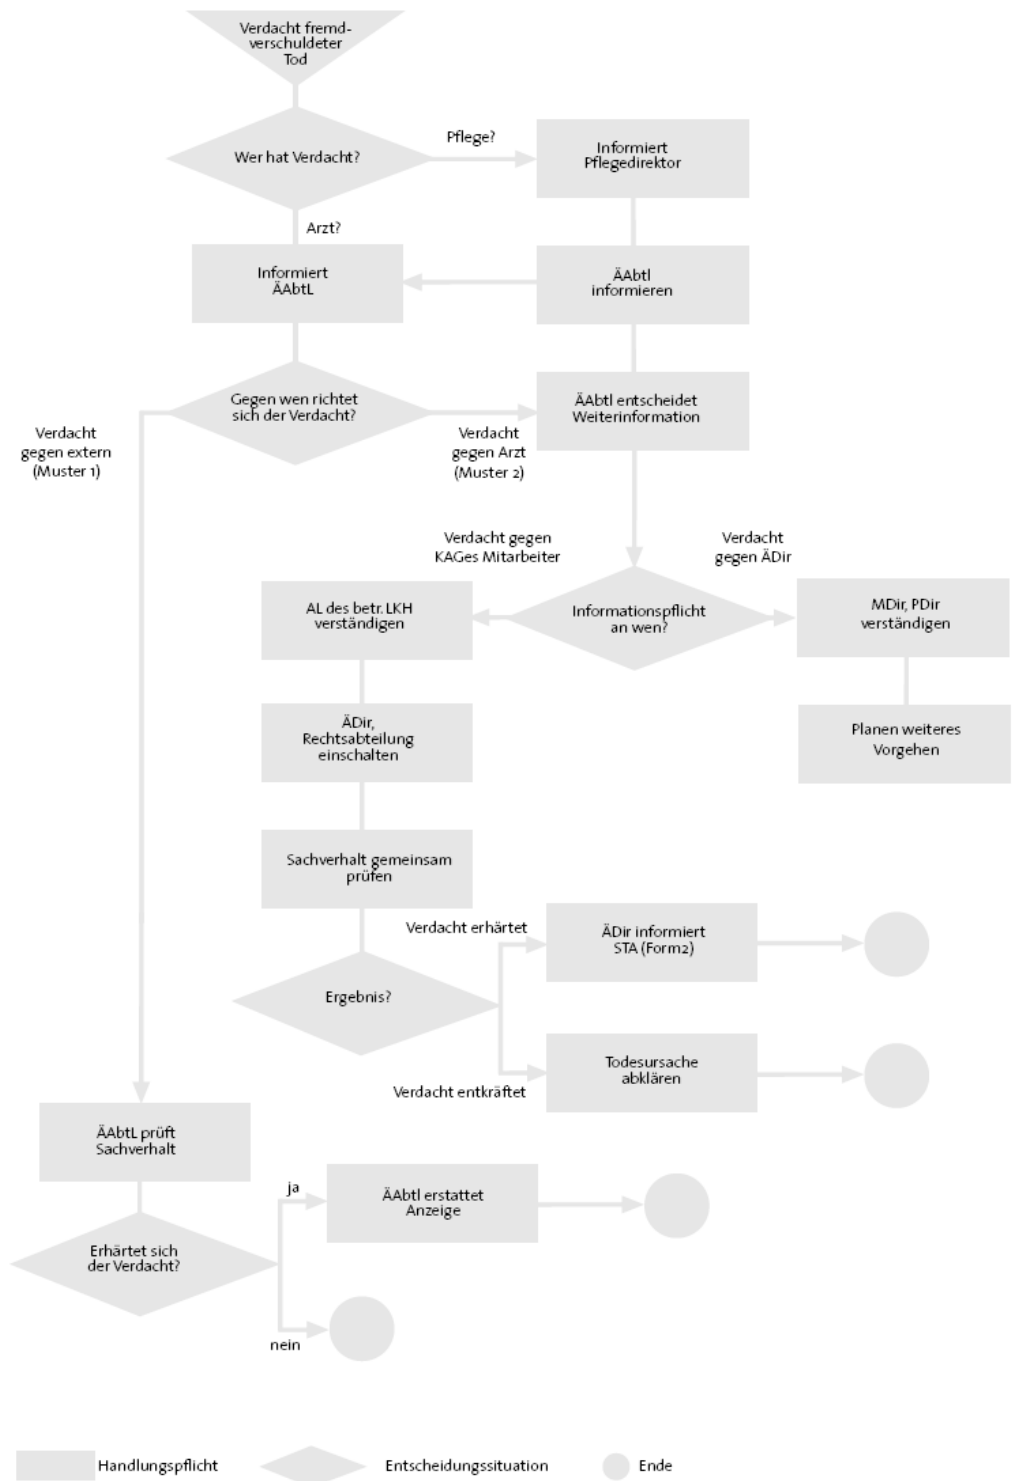 Verdacht fremd-
verschuldeter
Tod
Wer hat Verdacht?
Pflege?
Informiert
Pflegedirektor
Arzt?
Informiert
ÄAbtL
ÄAbtl
informieren
Gegen wen richtet
sich der Verdacht?
ÄAbtl entscheidet
Weiterinformation
Verdacht
gegen extern
(Muster 1)
Verdacht
gegen Arzt
(Muster 2)
Verdacht gegen
KAGes Mitarbeiter
Verdacht
gegen ÄDir
AL des betr. LKH
verständigen
Informationspflicht
an wen?
MDir, PDir
verständigen
ÄDir,
Rechtsabteilung
einschalten
Planen weiteres
Vorgehen
Sachverhalt gemeinsam
prüfen
Verdacht erhärtet
ÄDir informiert
STA (Form2)
Ergebnis?
Todesursache
abklären
Verdacht entkräftet
ÄAbtL prüft
Sachverhalt
ja
ÄAbtl erstattet
Anzeige
Erhärtet sich
der Verdacht?
nein
Handlungspflicht
Entscheidungssituation
Ende